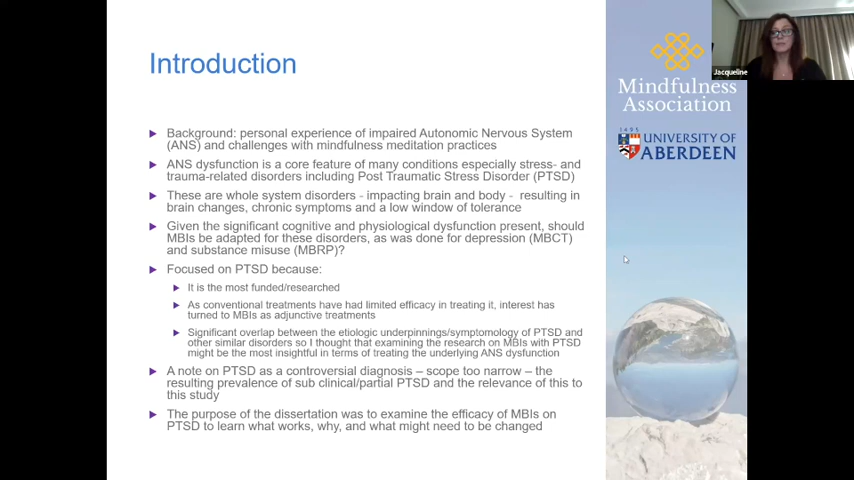 Introduction
Background: personal experience of impaired Autonomic Nervous System
(ANS) and challenges with mindfulness meditation practices
ANS dysfunction is a core feature of many conditions especially stress- and
trauma-related disorders including Post Traumatic Stress Disorder (PTSD)
These are whole system disorders - impacting brain and body - resulting in
brain changes, chronic symptoms and a low window of tolerance
Given the significant cognitive and physiological dysfunction present, should
MBIs be adapted for these disorders, as was done for depression (MBCT)
and substance misuse (MBRP)?
Focused on PTSD because:
It is the most funded/researched
As conventional treatments have had limited efficacy in treating it, interest has
turned to MBIs as adjunctive treatments
Significant overlap between the etiologic underpinnings/symptomology of PTSD and
other similar disorders so I thought that examining the research on MBIs with PTSD
might be the most insightful in terms of treating the underlying ANS dysfunction
A note on PTSD as a controversial diagnosis – scope too narrow – the
resulting prevalence of sub clinical/partial PTSD and the relevance of this to
this study
The purpose of the dissertation was to examine the efficacy of MBIs on
PTSD to learn what works, why, and what might need to be changed
Jacqueline
Mindfulness
Association
1495
UNIVERSITY OF
ABERDEEN